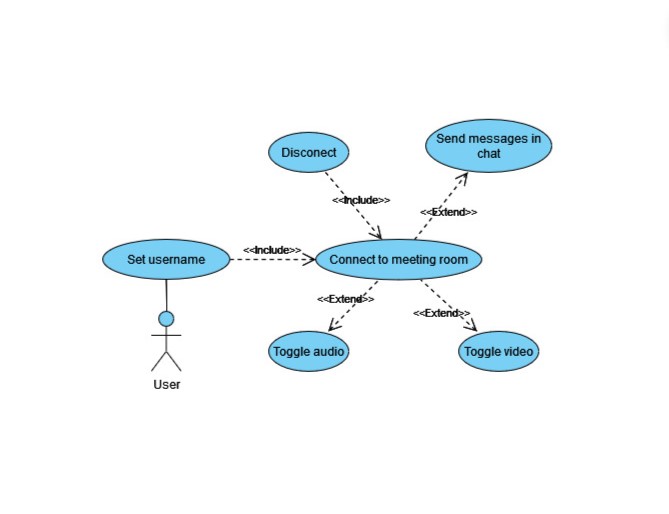 Send messages in
chat
Disconect
<<Include>>
<<Extend>>
<<Include>>
Set username
Connect to meeting room
<<Extend>>
<<Extend>>
Toggle audio
Toggle video
User